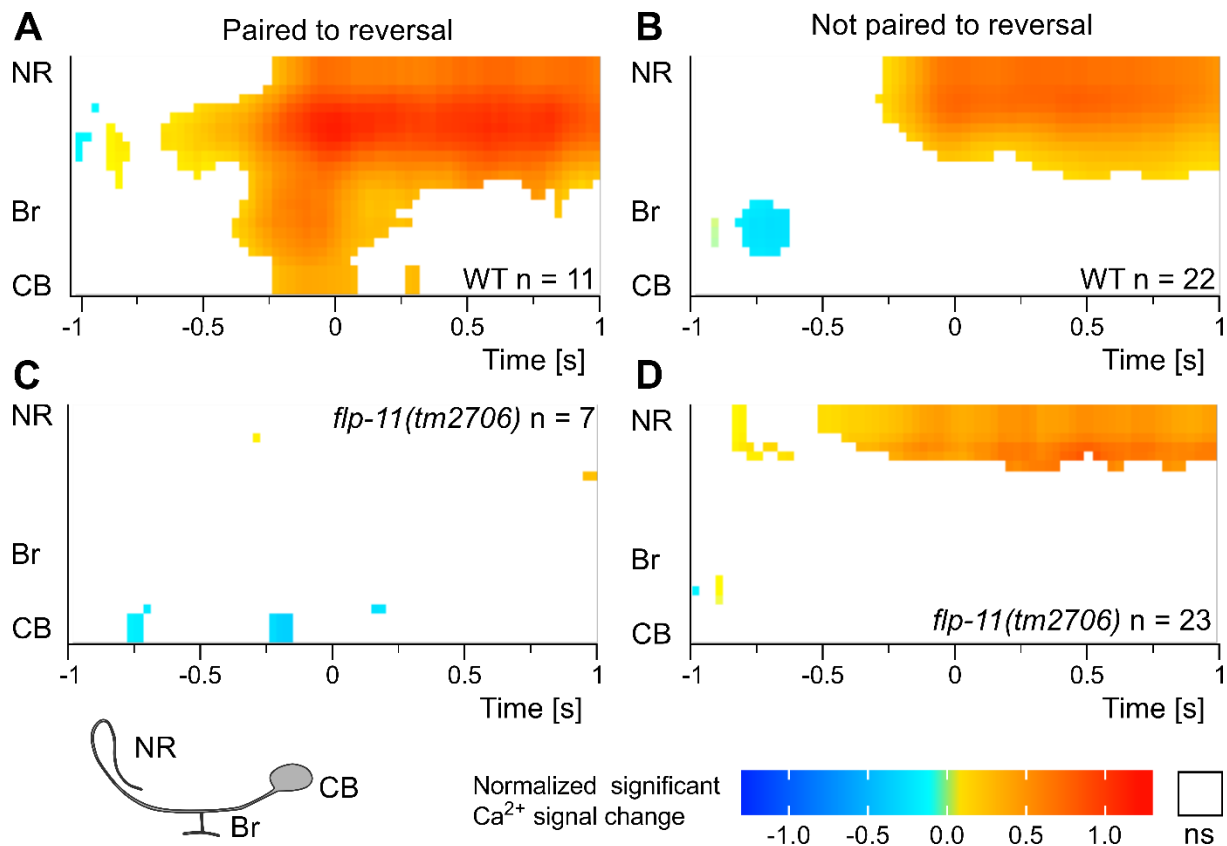 A
Paired to reversal
NR
Br
CB
WT n = 11
-1
-0.5
0
0.5
1
Time [s]
B
Not paired to reversal
NR
Br
CB
WT n = 22
-1
-0.5
0
0.5
1
Time [s]
C
NR
flp-11(tm2706) n = 7
Br
CB
-1
-0.5
0
0.5
1
Time [s]
D
NR
Br
CB
flp-11(tm2706) n = 23
-1
-0.5
0
0.5
1
Time [s]
NR
CB
Br
Normalized significant
Ca²⁺ signal change
-1.0
-0.5
0.0
0.5
1.0
ns